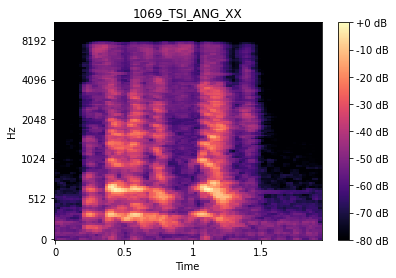 1069_TSI_ANG_XX
+0 dB
8192
-10 dB
4096
-20 dB
-30 dB
2048
Hz
-40 dB
1024
-50 dB
512
-60 dB
-70 dB
0
-80 dB
0
0.5
1
1.5
Time